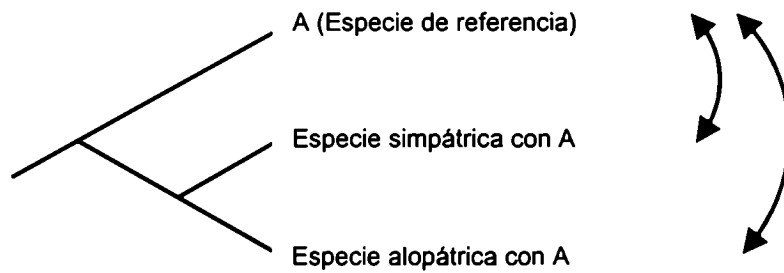 A (Especie de referencia)
Especie simpátrica con A
Especie alopátrica con A